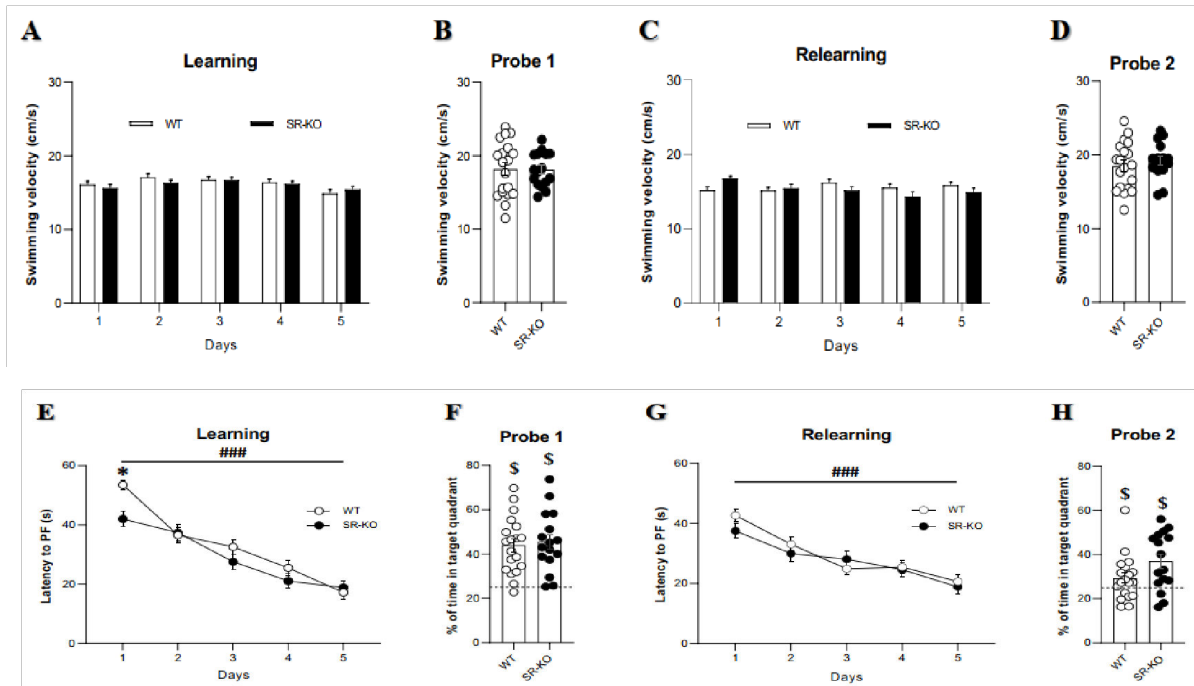 A
Learning
Swimming velocity (cm/s)
30
20
10
0
WT
SR-KO
1 2 3 4 5
Days
B
Probe 1
Swimming velocity (cm/s)
30
20
10
0
WT
SR-KO
C
Relearning
Swimming velocity (cm/s)
30
20
10
0
WT
SR-KO
1 2 3 4 5
Days
D
Probe 2
Swimming velocity (cm/s)
30
20
10
0
WT
SR-KO
E
Learning
###
*
Latency to PF (s)
60
40
20
0
WT
SR-KO
1 2 3 4 5
Days
F
Probe 1
$ $
% of time in target quadrant
80
60
40
20
0
WT
SR-KO
G
Relearning
###
Latency to PF (s)
60
40
20
0
WT
SR-KO
1 2 3 4 5
Days
H
Probe 2
$ $
% of time in target quadrant
80
60
40
20
0
WT
SR-KO